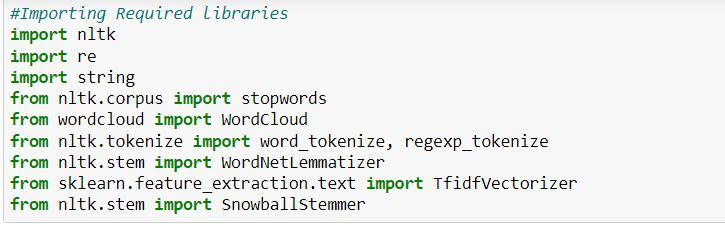 #Importing Required libraries
import nltk
import re
import string
from nltk.corpus import stopwords
from wordcloud import WordCloud
from nltk.tokenize import word_tokenize, regexp_tokenize
from nltk.stem import WordNetLemmatizer
from sklearn.feature_extraction.text import TfidfVectorizer
from nltk.stem import SnowballStemmer